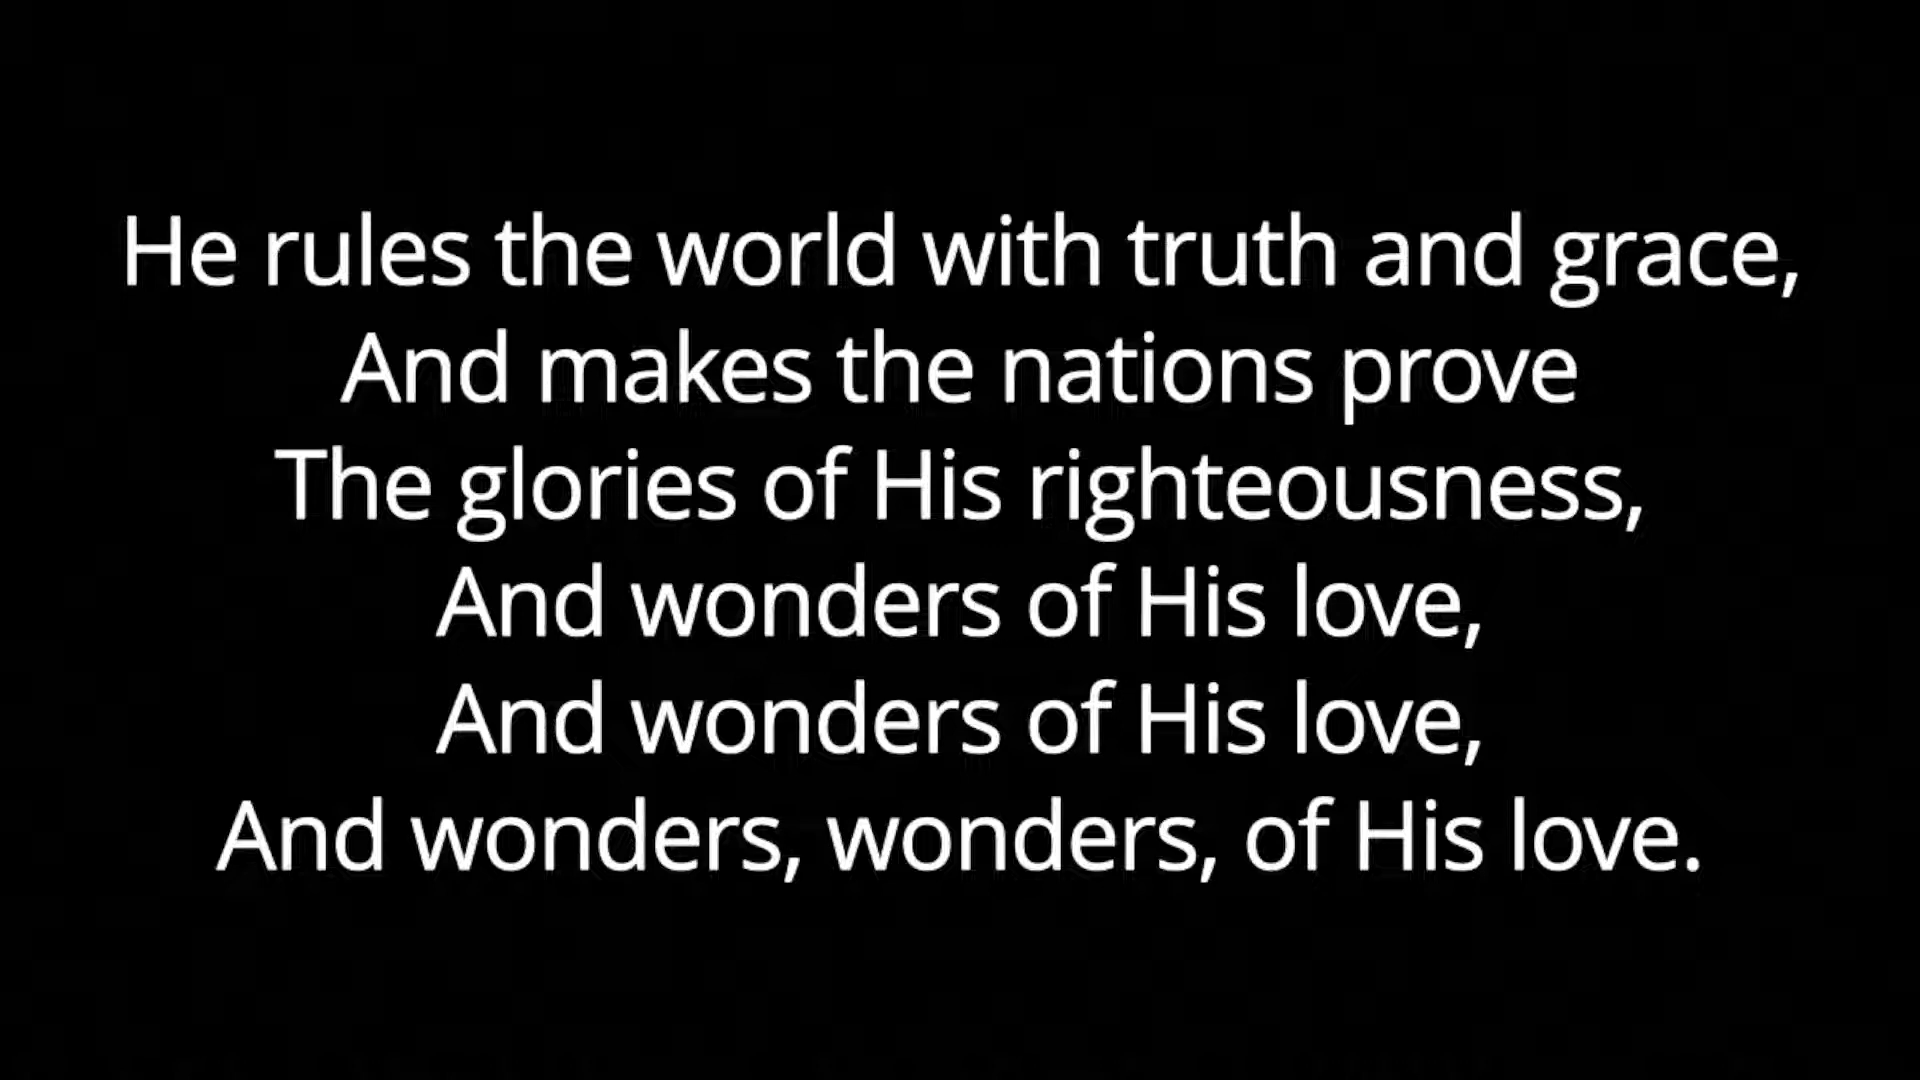 He rules the world with truth and grace,
And makes the nations prove
The glories of His righteousness,
And wonders of His love,
And wonders of His love,
And wonders, wonders, of His love.